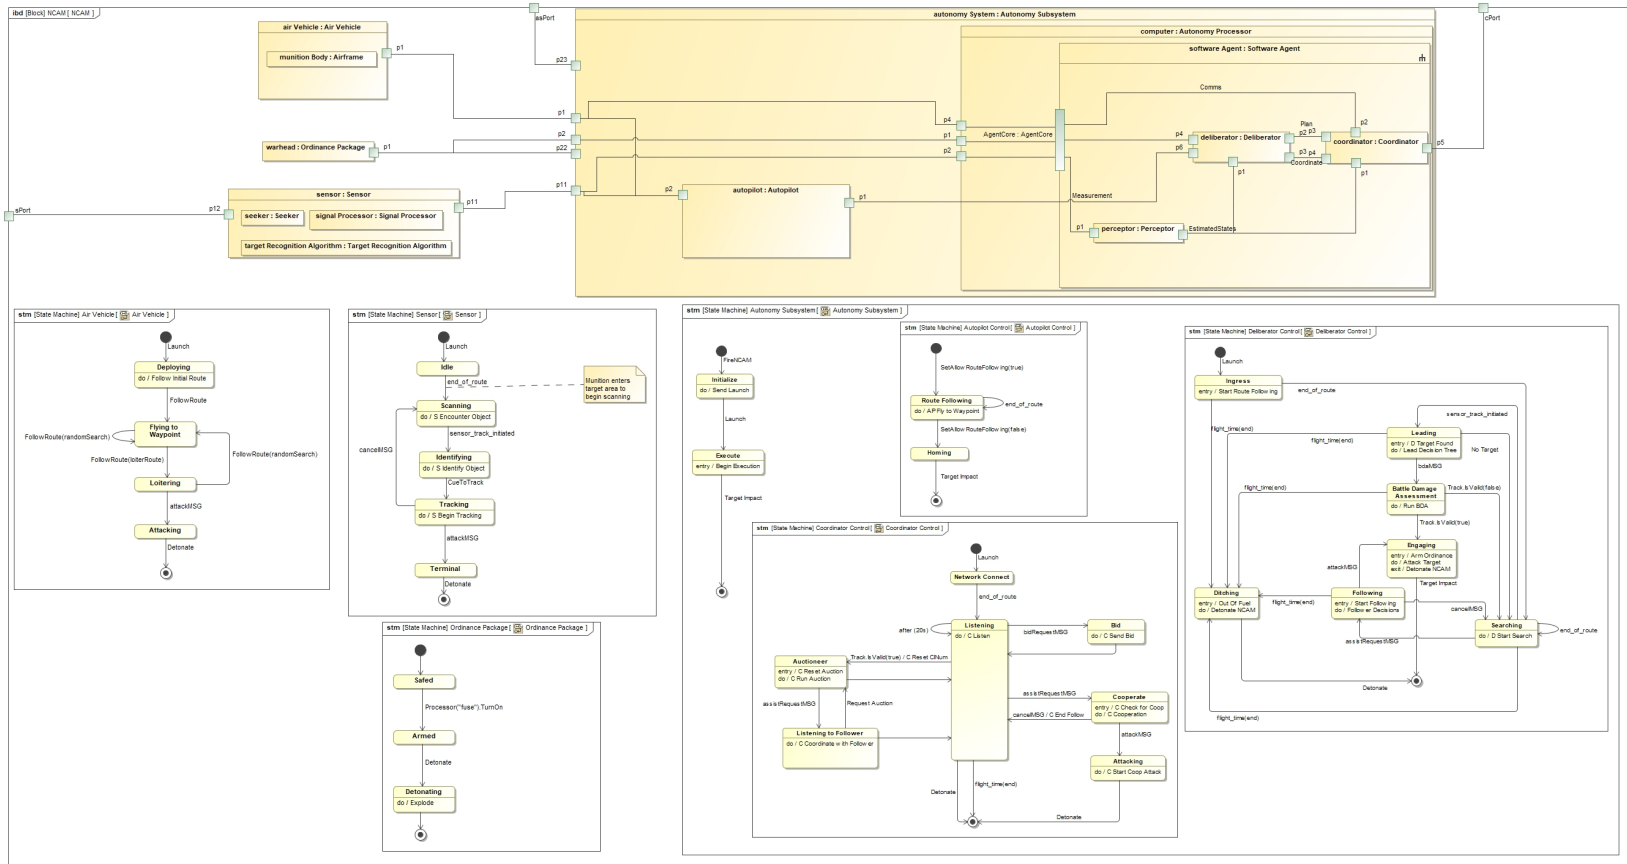 ibd [Block] NCAM [ NCAM ]
asPort
cPort
sPort
air Vehicle : Air Vehicle
munition Body : Airframe
p1
warhead : Ordinance Package
p1
sensor : Sensor
seeker : Seeker
signal Processor : Signal Processor
target Recognition Algorithm : Target Recognition Algorithm
p12
p11
autonomy System : Autonomy Subsystem
p23
p1
p2
p22
p11
p5
autopilot : Autopilot
p2
p1
computer : Autonomy Processor
p4
p1
p2
software Agent : Software Agent
AgentCore : AgentCore
Comms
Measurement
deliberator : Deliberator
p4
p6
p1
Plan
p2
p3
p3
p4
Coordinate
coordinator : Coordinator
p2
p1
perceptor : Perceptor
p1
EstimatedStates
stm [State Machine] Air Vehicle [ Air Vehicle ]
Launch
Deploying
do / Follow Initial Route
FollowRoute
Flying to
Waypoint
FollowRoute(randomSearch)
FollowRoute(loiterRoute)
FollowRoute(randomSearch)
Loitering
attackMSG
Attacking
Detonate
stm [State Machine] Sensor [ Sensor ]
Launch
Idle
end_of_route
Munition enters
target area to
begin scanning
Scanning
do / S Encounter Object
sensor_track_initiated
cancelMSG
Identifying
do / S Identify Object
CueToTrack
Tracking
do / S Begin Tracking
attackMSG
Terminal
Detonate
stm [State Machine] Ordinance Package [ Ordinance Package ]
Safed
Processor("fuse").TurnOn
Armed
Detonate
Detonating
do / Explode
stm [State Machine] Autonomy Subsystem [ Autonomy Subsystem ]
FireNCAM
Initialize
do / Send Launch
Launch
Execute
entry / Begin Execution
Target Impact
stm [State Machine] Autopilot Control [ Autopilot Control ]
SetAllow RouteFollowing(true)
Route Following
do / AP Fly to Waypoint
end_of_route
SetAllow RouteFollowing(false)
Homing
Target Impact
stm [State Machine] Coordinator Control [ Coordinator Control ]
Launch
Network Connect
end_of_route
Listening
do / C Listen
after (20s)
bidRequestMSG
Bid
do / C Send Bid
Track.IsValid(true) / C Reset CINum
Auctioneer
entry / C Reset Auction
do / C Run Auction
assistRequestMSG
Request Auction
Listening to Follower
do / C Coordinate with Follower
assistRequestMSG
Cooperate
entry / C Check for Coop
do / C Cooperation
cancelMSG / C End Follow
attackMSG
Attacking
do / C Start Coop Attack
Detonate
flight_time(end)
Detonate
stm [State Machine] Deliberator Control [ Deliberator Control ]
Launch
Ingress
entry / Start Route Following
end_of_route
sensor_track_initiated
flight_time(end)
flight_time(end)
Leading
entry / D Target Found
do / Lead Decision Tree
No Target
bdaMSG
flight_time(end)
Battle Damage
Assessment
do / Run BDA
Track.IsValid(false)
Track.IsValid(true)
Engaging
entry / Arm Ordinance
do / Attack Target
exit / Detonate NCAM
attackMSG
Target Impact
Ditching
entry / Out Of Fuel
do / Detonate NCAM
flight_time(end)
Following
entry / Start Following
do / Follower Decisions
cancelMSG
assistRequestMSG
Searching
do / D Start Search
end_of_route
Detonate
flight_time(end)